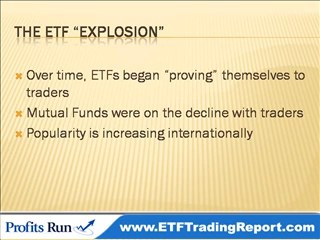 THE ETF “EXPLOSION”
Over time, ETFs began “proving” themselves to
traders
Mutual Funds were on the decline with traders
Popularity is increasing internationally
Profits Run
www.ETFTradingReport.com